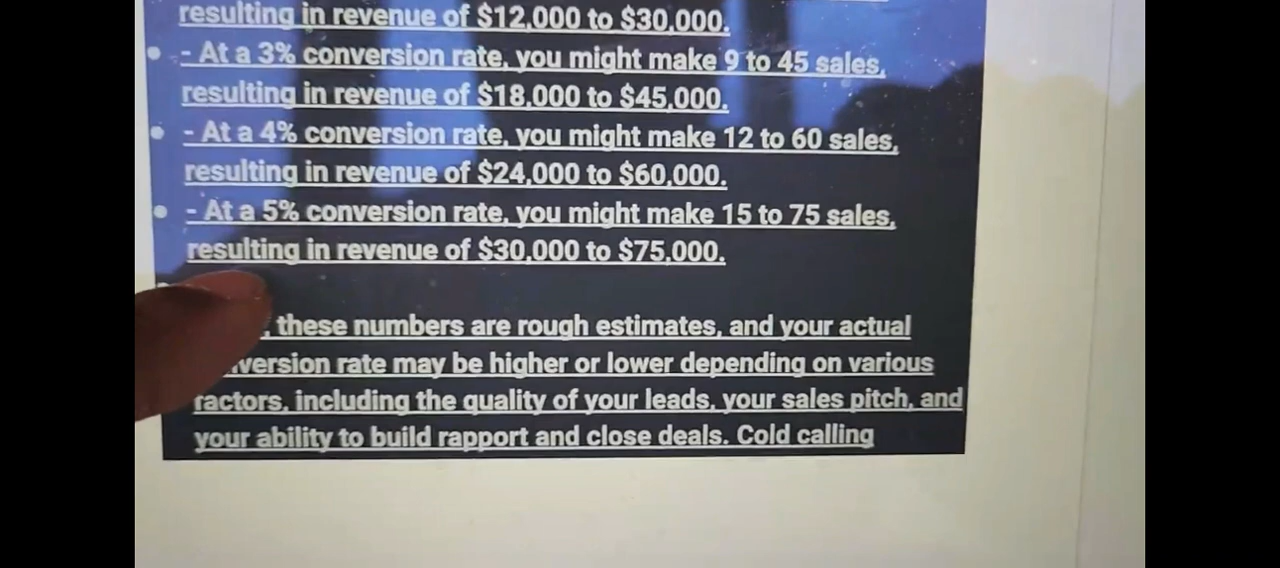 resulting in revenue of $12,000 to $30,000.
- At a 3% conversion rate, you might make 9 to 45 sales,
resulting in revenue of $18,000 to $45,000.
- At a 4% conversion rate, you might make 12 to 60 sales,
resulting in revenue of $24,000 to $60,000.
- At a 5% conversion rate, you might make 15 to 75 sales,
resulting in revenue of $30,000 to $75,000.
, these numbers are rough estimates, and your actual
rate may be higher or lower depending on various
factors, including the quality of your leads, your sales pitch, and
your ability to build rapport and close deals. Cold calling